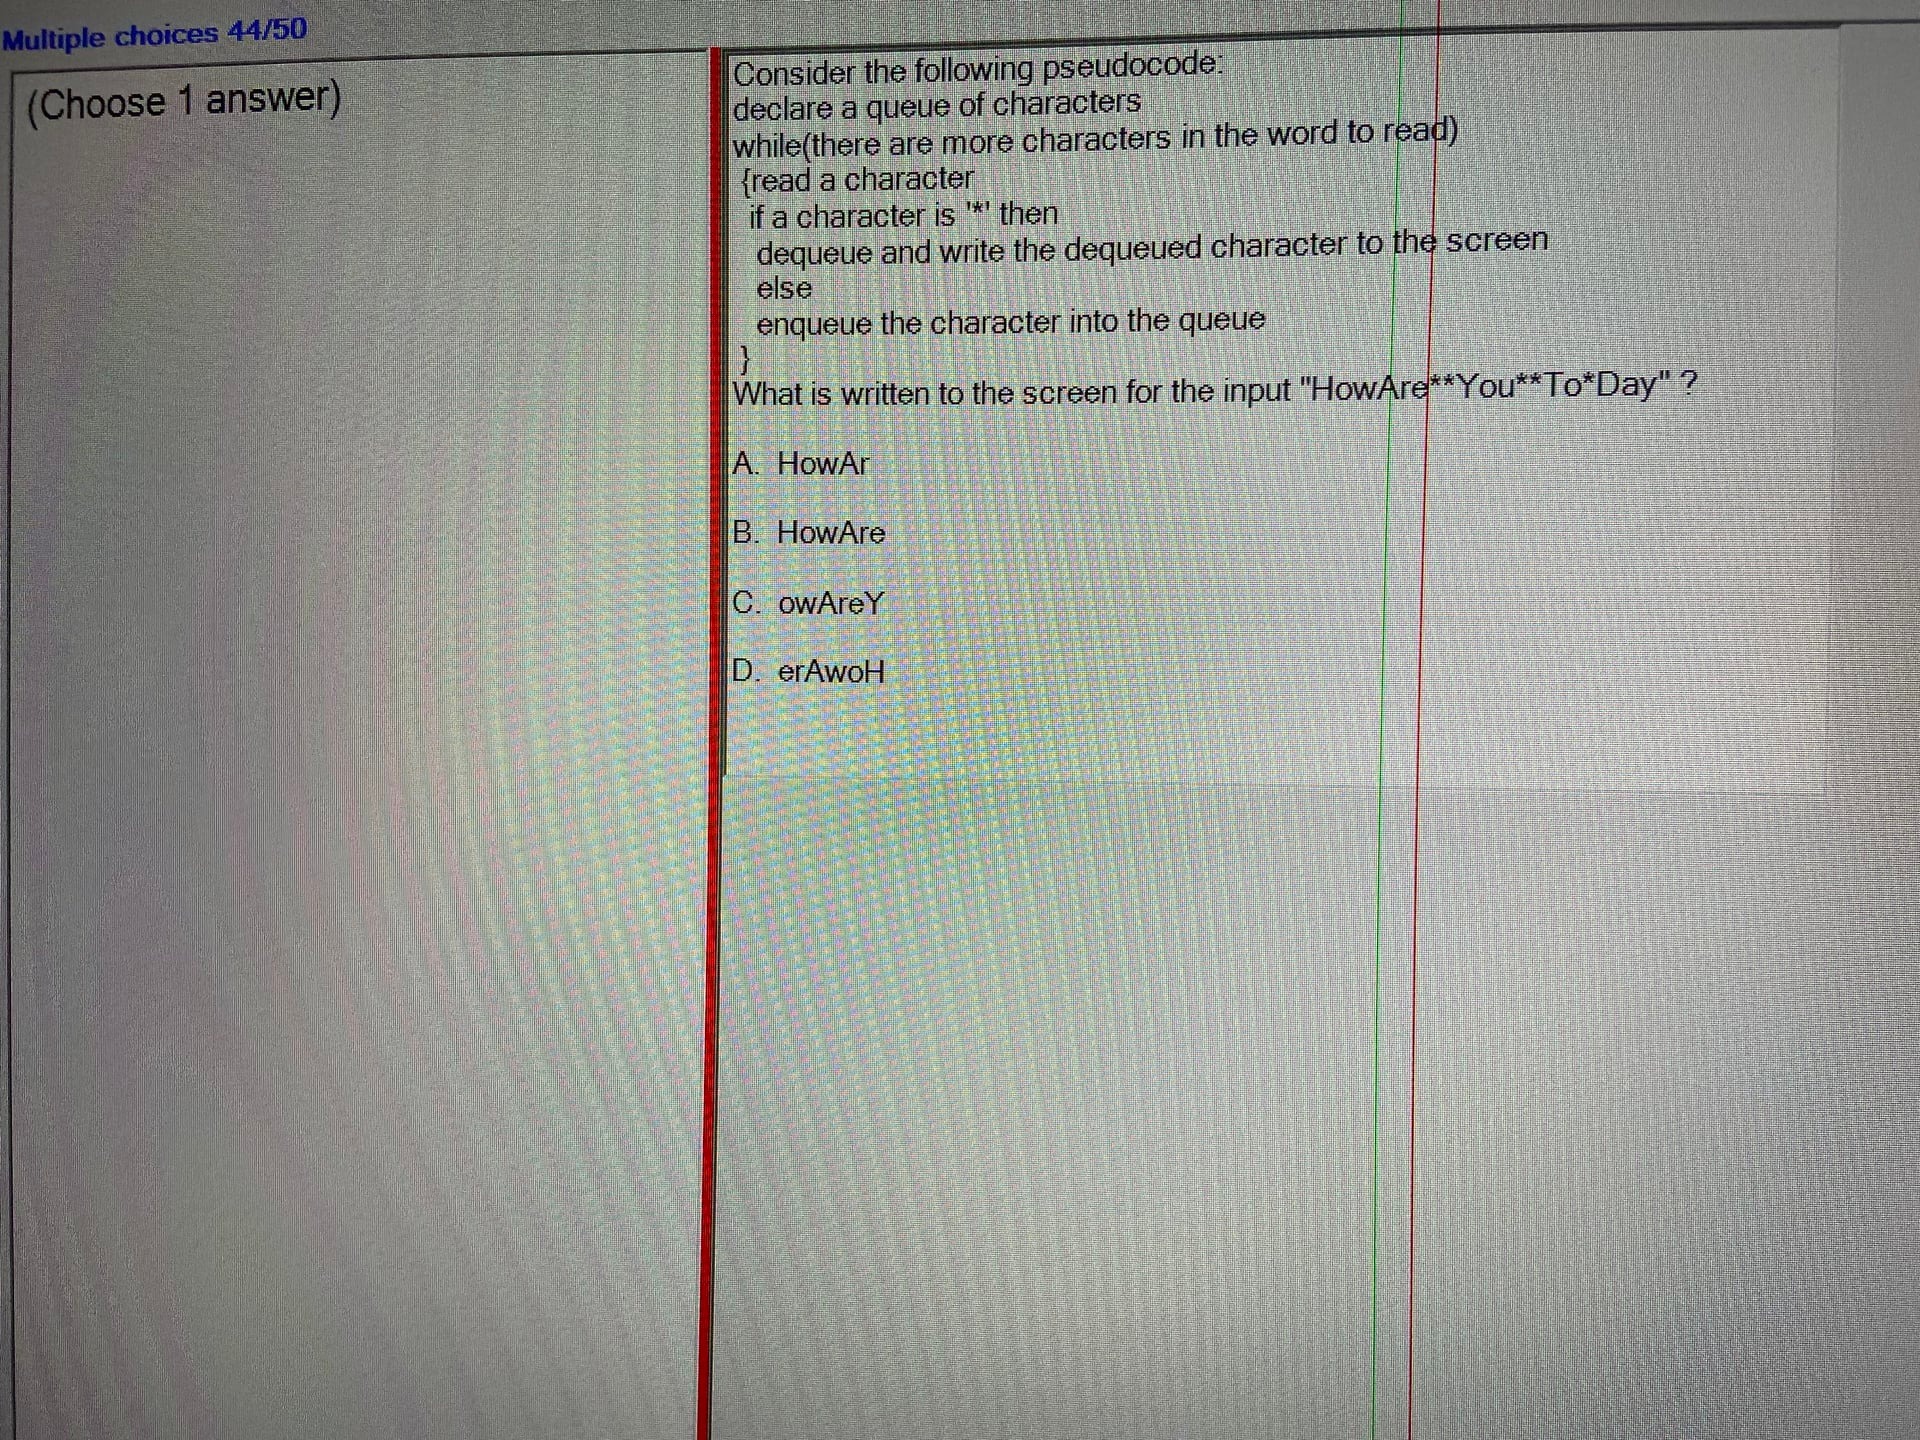 Multiple choices 44/50
(Choose 1 answer)
Consider the following pseudocode:
declare a queue of characters
while(there are more characters in the word to read)
{read a character
if a character is '*' then
dequeue and write the dequeued character to the screen
else
enqueue the character into the queue
}
What is written to the screen for the input "HowAre**You**To*Day" ?
A. HowAr
B. HowAre
C. owAreY
D. erAwoH